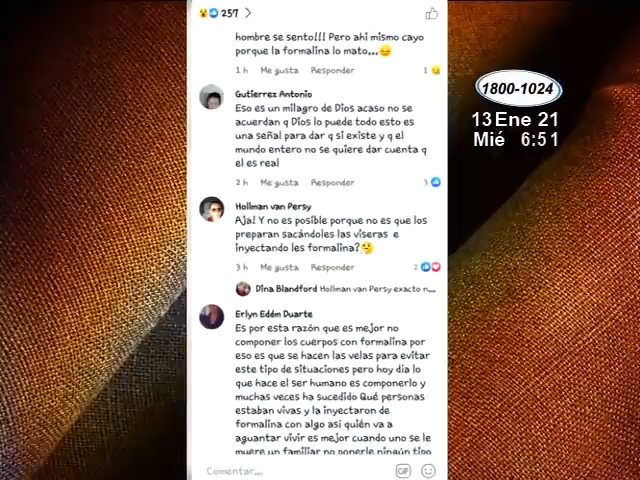 257
hombre se sento!!! Pero ahi mismo cayo
porque la formalina lo mato...
1 h Me gusta Responder 1
Gutierrez Antonio
Eso es un milagro de Dios acaso no se
acuerdan q Dios lo puede todo esto es
una señal para dar q si existe y q el
mundo entero no se quiere dar cuenta q
el es real
2 h Me gusta Responder 3
Hollman van Persy
Aja! Y no es posible porque no es que los
preparan sacándoles las viseras e
inyectando les formalina?
3 h Me gusta Responder 2
Dina Blandford Hollman van Persy exacto n...
Erlyn Eddm Duarte
Es por esta razón que es mejor no
componer los cuerpos con formalina por
eso es que se hacen las velas para evitar
este tipo de situaciones pero hoy dia lo
que hace el ser humano es componerlo y
muchas veces ha sucedido Qué personas
estaban vivas y la inyectaron de
formalina con algo asi quién va a
aguantar vivir es mejor cuando uno se le
muere un familiar no ponerle ningún tipo
Comentar...
GIF
1800-1024
13 Ene 21
Mié 6:51